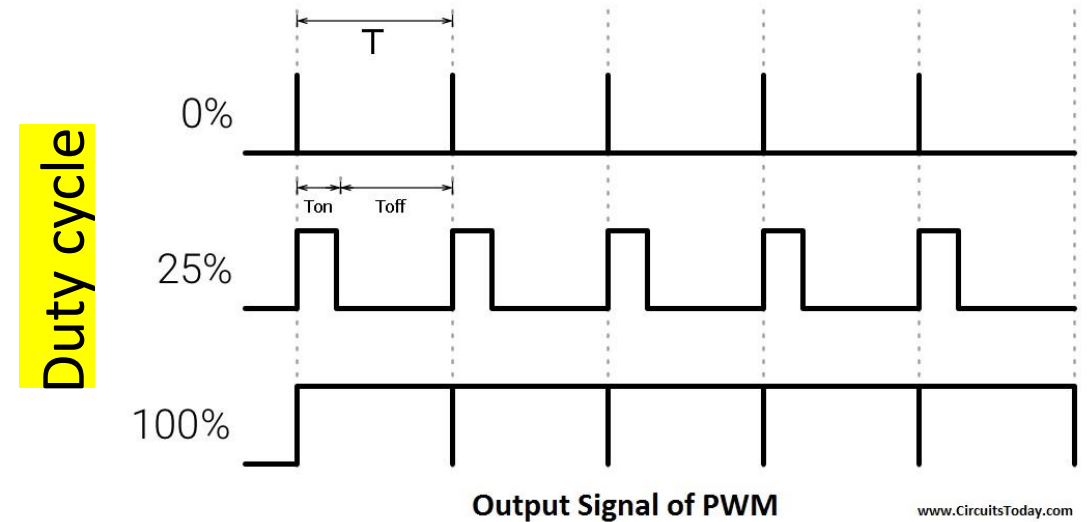 T
0%
Ton Toff
Duty cycle
25%
100%
Output Signal of PWM
www.CircuitsToday.com